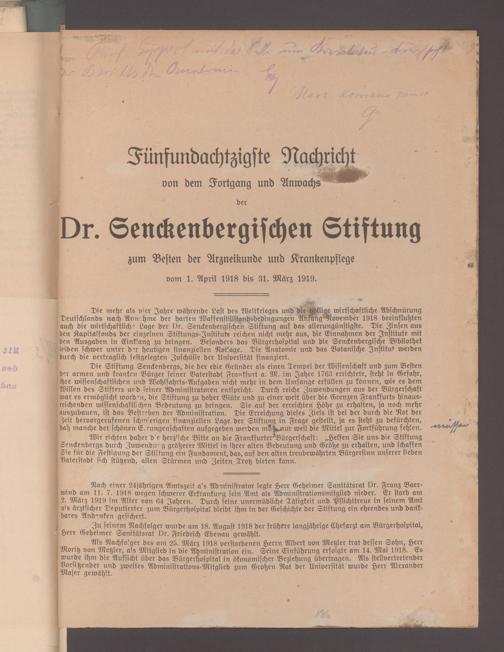 Fünfundachtzigste Nachricht
von dem Fortgang und Anwachs
der
Dr. Senckenbergischen Stiftung
zum Besten der Arzneikunde und Krankenpflege
vom 1. April 1918 bis 31. März 1919.
Die mehr als vier Jahre währende Last des Weltkrieges und die völlige wirtschaftliche Abschnürung
Deutschlands nach Annahme der harten Waffenstillstandsbedingungen Anfang November 1918 beeinflußten
auch die wirtschaftliche Lage der Dr. Senckenbergischen Stiftung auf das allerungünstigste. Die Zinsen aus
den Kapitalfonds der einzelnen Stiftungs-Institute reichen nicht mehr aus, die Einnahmen der Institute mit
den Ausgaben in Einklang zu bringen. Besonders das Bürgerhospital und die Senckenbergische Bibliothek
leiden schwer unter der heutigen finanziellen Notlage. Die Anatomie und das Botanische Institut werden
durch die vertraglich festgelegten Zuschüsse der Universität finanziert.
Die Stiftung Senckenbergs, die der edle Gründer als einen Tempel der Wissenschaft und zum Besten
der armen und kranken Bürger seiner Vaterstadt Frankfurt a. M. im Jahre 1763 errichtete, steht in Gefahr,
ihre wissenschaftlichen und Wohlfahrts-Aufgaben nicht mehr in dem Umfange erfüllen zu können, wie es dem
Willen des Stifters und seiner Administratoren entspricht. Durch reiche Zuwendungen aus der Bürgerschaft
war es ermöglicht worden, die Stiftung zu hoher Blüte und zu einer weit über die Grenzen Frankfurts hinaus-
reichenden wissenschaftlichen Bedeutung zu bringen. Sie auf der erreichten Höhe zu erhalten, ja noch mehr
auszubauen, ist das Bestreben der Administration. Die Erreichung dieses Ziels ist bei der durch die Not der
Zeit hervorgerufenen schwierigen finanziellen Lage der Stiftung in Frage gestellt, ja es steht zu befürchten,
daß manche der schönsten Errungenschaften aufgegeben werden muß und die Mittel zur Fortführung fehlen.
müssen
Wir richten daher die herzliche Bitte an die Frankfurter Bürgerschaft: „Helfen Sie uns die Stiftung
Senckenbergs durch Zuwendung größerer Mittel in ihrer alten Bedeutung und Größe zu erhalten, und schaffen
Sie für die Festigung der Stiftung ein Fundament, das, auf den alten treubewährten Bürgersinn unserer lieben
Vaterstadt sich stützend, allen Stürmen und Zeiten Trotz bieten kann.
Nach einer 24jährigen Amtszeit als Administrator legte Herr Geheimer Sanitätsrat Dr. Franz Baer-
wind am 11. 7. 1918 wegen schwerer Erkrankung sein Amt als Administrationsmitglied nieder. Er starb am
2. März 1919 im Alter von 64 Jahren. Durch seine unermüdliche Tätigkeit und Pflichttreue in seinem Amt
als ärztlicher Deputierter zum Bürgerhospital bleibt ihm in der Geschichte der Stiftung ein ehrendes und dank-
bares Andenken gesichert.
Zu seinem Nachfolger wurde am 18. August 1918 der frühere langjährige Chefarzt am Bürgerhospital,
Herr Geheimer Sanitätsrat Dr. Friedrich Ebenau gewählt.
Als Nachfolger des am 25. März 1918 verstorbenen Herrn Albert von Metzler trat dessen Sohn, Herr
Moritz von Metzler, als Mitglied in die Administration ein. Seine Einführung erfolgte am 14. Mai 1918. Es
wurde ihm die Aufsicht über das Bürgerhospital in ökonomischer Beziehung übertragen. Als stellvertretender
Vorsitzender und zweites Administrations-Mitglied zum Großen Rat der Universität wurde Herr Alexander
Majer gewählt.